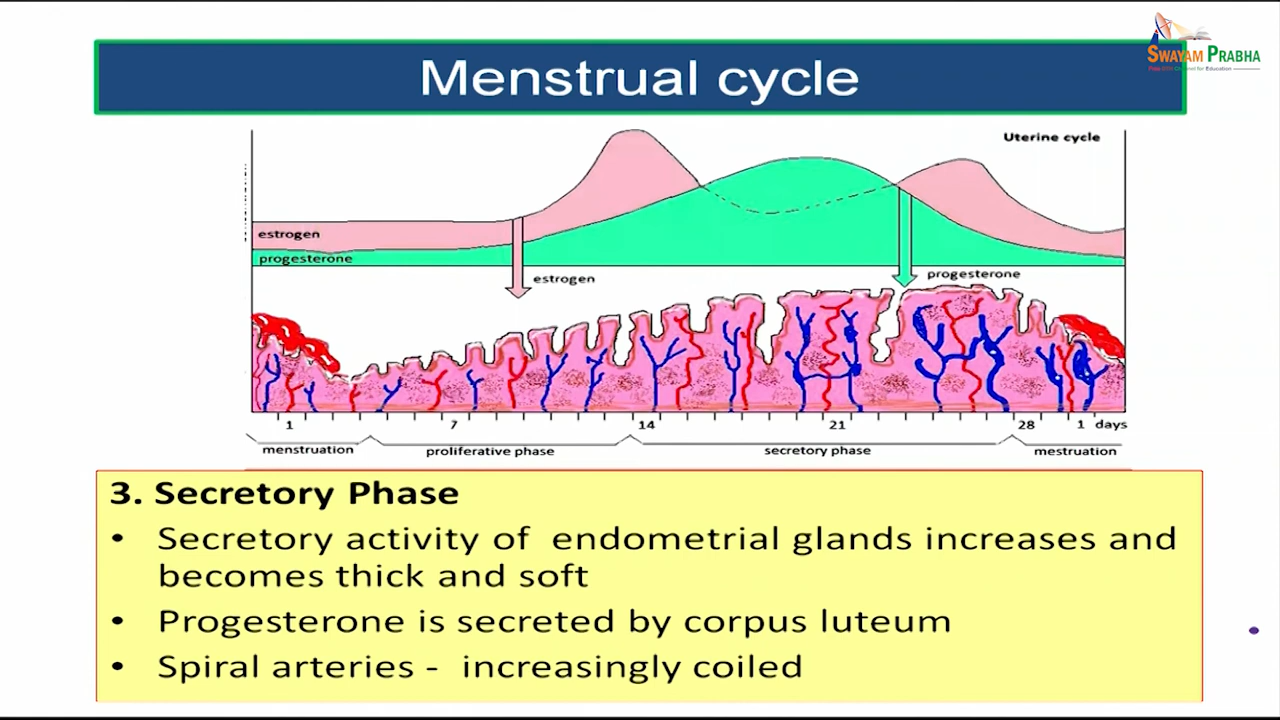 SWAYAM PRABHA
Menstrual cycle
Uterine cycle
estrogen
progesterone
estrogen
progesterone
1 7 14 21 28 1 days
menstruation proliferative phase secretory phase mestruation
3. Secretory Phase
• Secretory activity of endometrial glands increases and
becomes thick and soft
• Progesterone is secreted by corpus luteum
• Spiral arteries - increasingly coiled